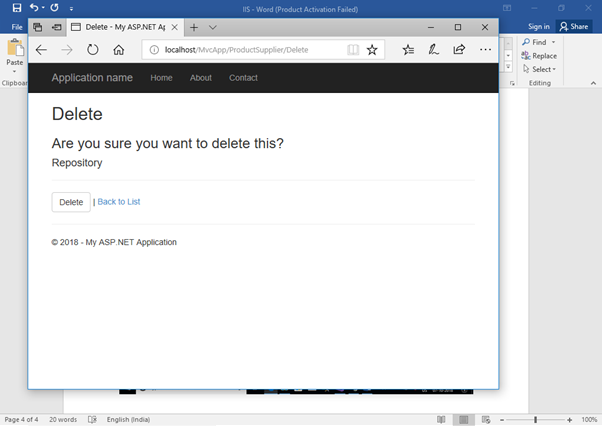 IIS - Word (Product Activation Failed)
File
Sign in
Share
Paste
Clipboard
Find
Replace
Select
Editing
Delete - My ASP.NET Ap
localhost/MvcApp/ProductSupplier/Delete
Application name Home About Contact
Delete
Are you sure you want to delete this?
Repository
Delete | Back to List
© 2018 - My ASP.NET Application
Page 4 of 4 20 words English (India) 100%